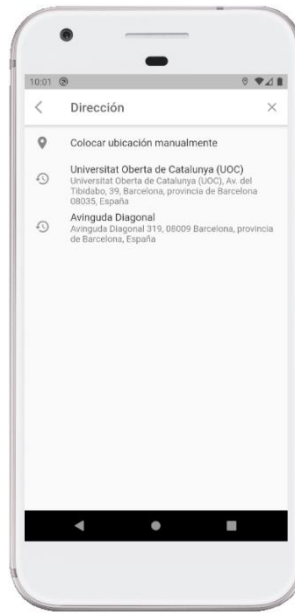 10:01
Dirección
Colocar ubicación manualmente
Universitat Oberta de Catalunya (UOC)
Universitat Oberta de Catalunya (UOC), Av. del
Tibidabo, 39, Barcelona, provincia de Barcelona
08035, España
Avinguda Diagonal
Avinguda Diagonal 319, 08009 Barcelona, provincia
de Barcelona, España